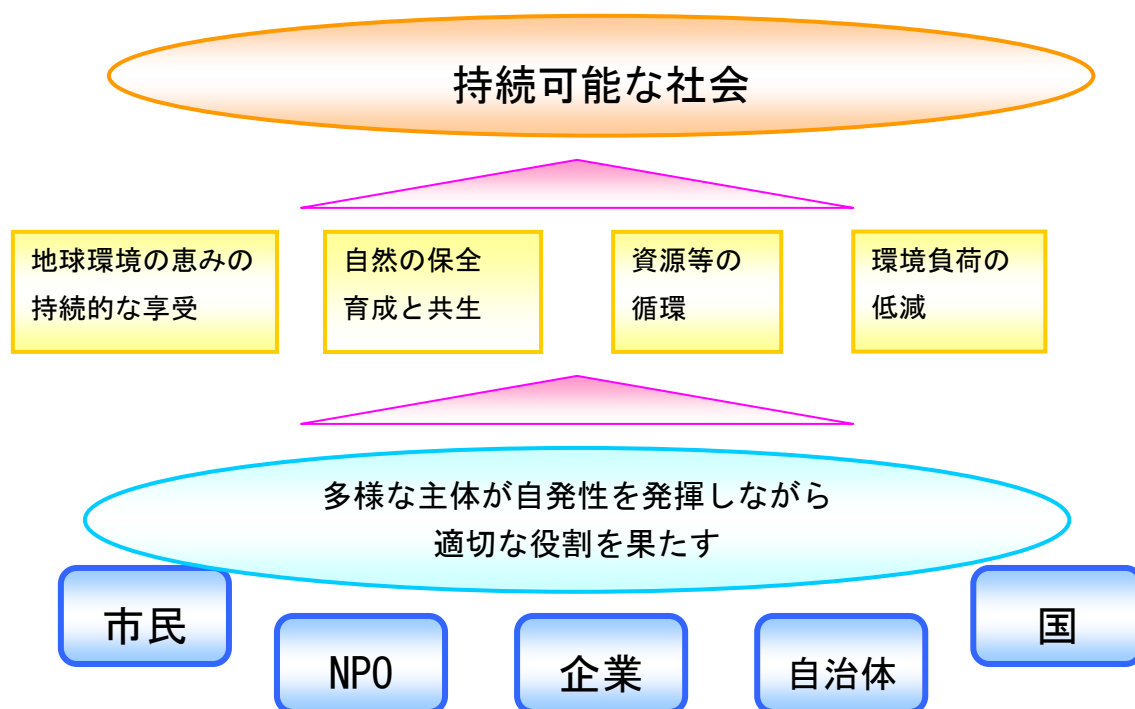 持続可能な社会
地球環境の恵みの
持続的な享受
自然の保全
育成と共生
資源等の
循環
環境負荷の
低減
多様な主体が自発性を発揮しながら
適切な役割を果たす
市民
NPO
企業
自治体
国